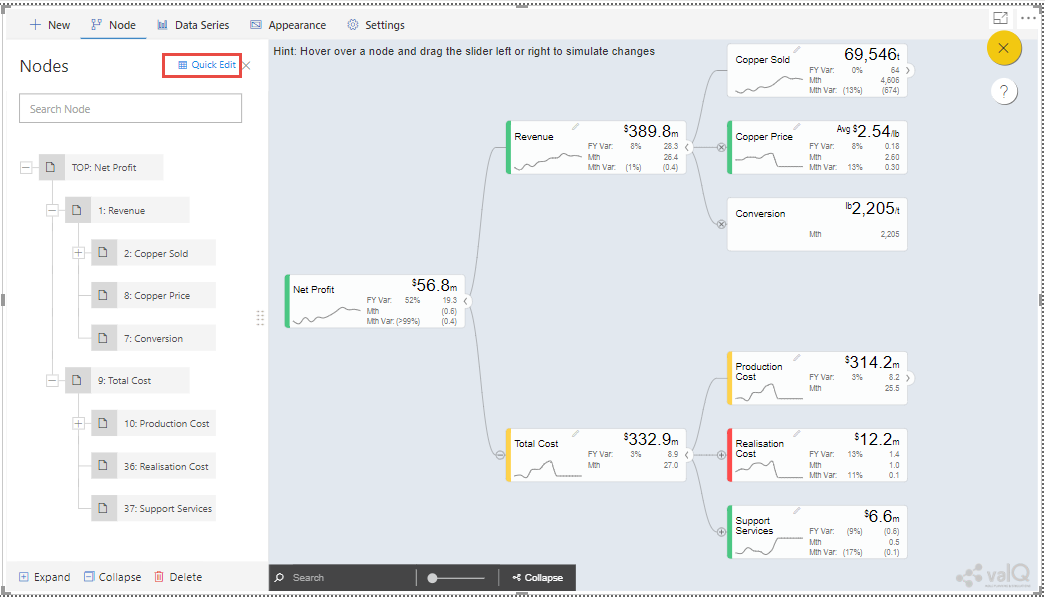 New
Node
Data Series
Appearance
Settings
Nodes
Quick Edit
Search Node
TOP: Net Profit
1: Revenue
2: Copper Sold
8: Copper Price
7: Conversion
9: Total Cost
10: Production Cost
36: Realisation Cost
37: Support Services
Expand
Collapse
Delete
Hint: Hover over a node and drag the slider left or right to simulate changes
Net Profit
$56.8m
FY Var: 52% 19.3
Mth (0.6)
Mth Var: (>99%) (0.4)
Revenue
$389.8m
FY Var: 8% 28.3
Mth 26.4
Mth Var: (1%) (0.4)
Total Cost
$332.9m
FY Var: 3% 8.9
Mth 27.0
Copper Sold
69,546t
FY Var: 0% 64
Mth 4,606
Mth Var: (13%) (674)
Copper Price
Avg $2.54/lb
FY Var: 8% 0.18
Mth 2.60
Mth Var: 13% 0.30
Conversion
lb2,205/t
Mth 2,205
Production
Cost
$314.2m
FY Var: 3% 8.2
Mth 25.5
Realisation
Cost
$12.2m
FY Var: 13% 1.4
Mth 1.0
Mth Var: 11% 0.1
Support
Services
$6.6m
FY Var: (9%) (0.6)
Mth 0.5
Mth Var: (17%) (0.1)
Search
Collapse
?
valQ